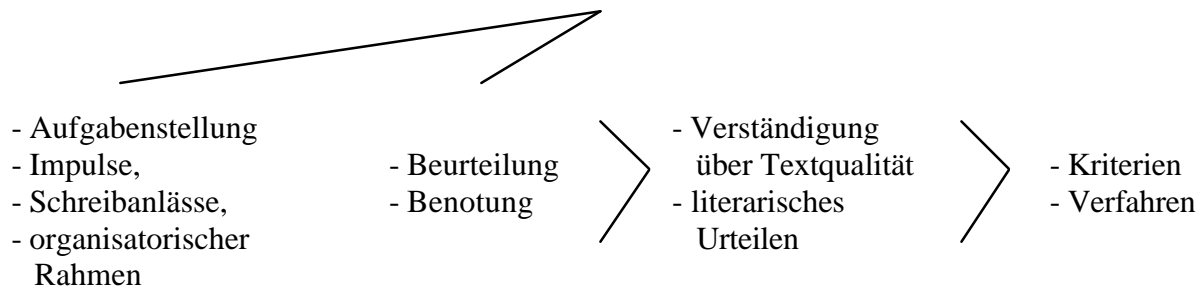 - Aufgabenstellung
- Impulse,
- Schreibanlässe,
- organisatorischer
Rahmen
- Beurteilung
- Benotung
- Verständigung
über Textqualität
- literarisches
Urteilen
- Kriterien
- Verfahren